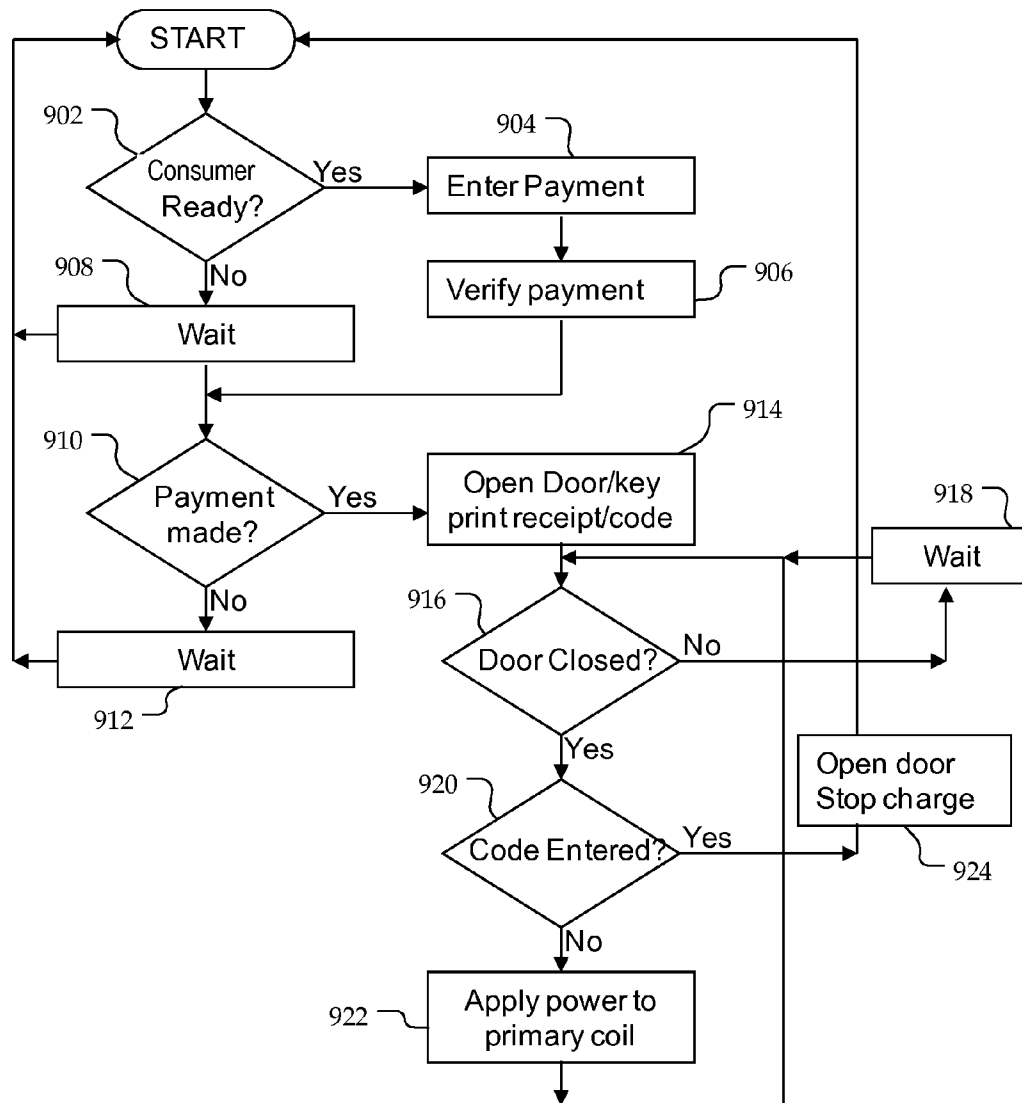 START
902
Consumer
Ready?
Yes
904
Enter Payment
No
906
Verify payment
908
Wait
910
Payment
made?
Yes
914
Open Door/key
print receipt/code
918
Wait
No
912
Wait
916
Door Closed?
No
Yes
920
Code Entered?
Yes
Open door
Stop charge
924
No
922
Apply power to
primary coil